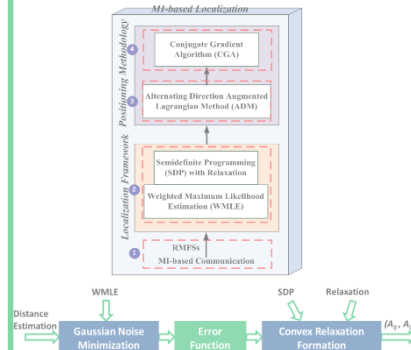 MI-based Localization
Positioning Methodology
4
Conjugate Gradient
Algorithm (CGA)
3
Alternating Direction Augmented
Lagrangian Method (ADM)
Localization Framework
Semidefinite Programming
(SDP) with Relaxation
2
Weighted Maximum Likelihood
Estimation (WMLE)
1
RMFSs
MI-based Communication
WMLE
SDP
Relaxation
Distance
Estimation
Gaussian Noise
Minimization
Error
Function
Convex Relaxation
Formation